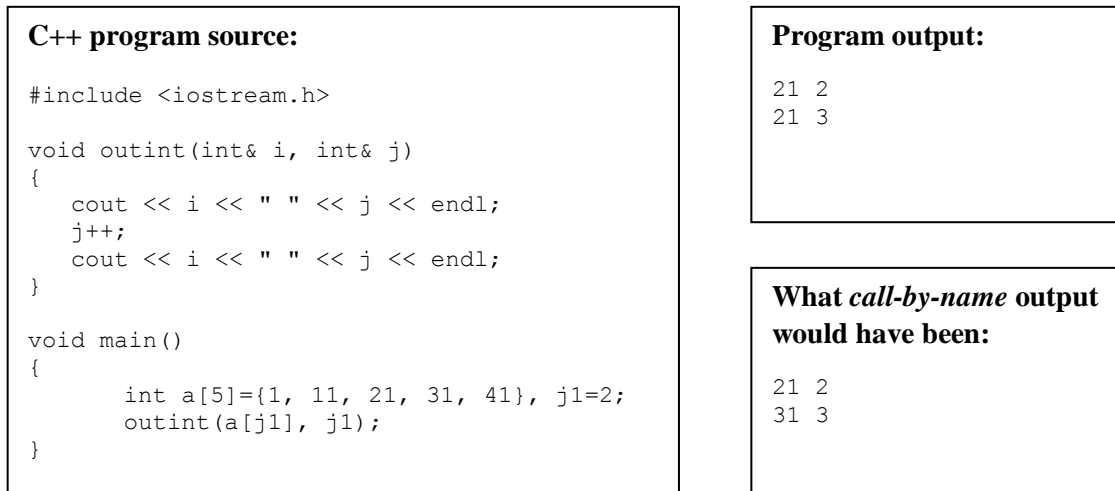 C++ program source:
#include <iostream.h>
void outint(int& i, int& j)
{
   cout << i << " " << j << endl;
   j++;
   cout << i << " " << j << endl;
}
void main()
{
      int a[5]={1, 11, 21, 31, 41}, j1=2;
      outint(a[j1], j1);
}
Program output:
21 2
21 3
What call-by-name output
would have been:
21 2
31 3